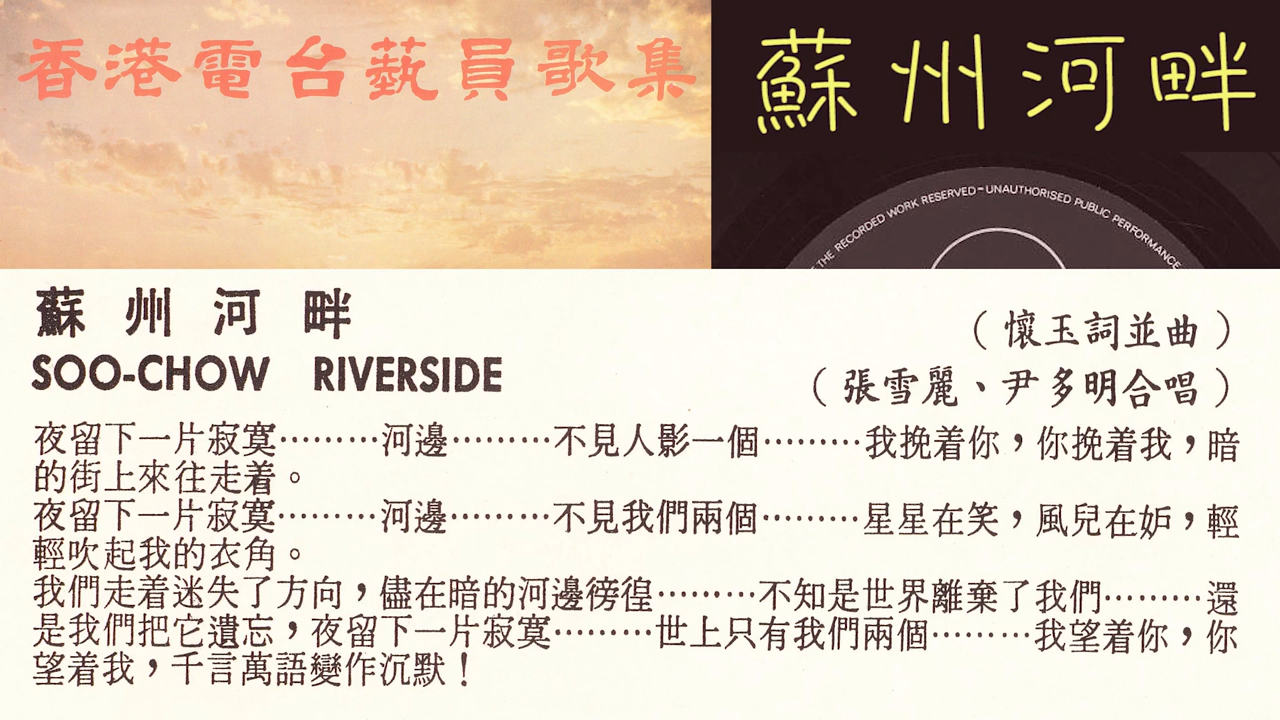 香港電台藝員歌集
蘇州河畔
THE RECORDED WORK RESERVED-UNAUTHORISED PUBLIC PERFORMANCE
蘇州河畔
SOO-CHOW RIVERSIDE
（懷玉詞並曲）
（張雪麗、尹多明合唱）
夜留下一片寂寞………河邊………不見人影一個………我挽着你，你挽着我，暗
的街上來往走着。
夜留下一片寂寞………河邊………不見我們兩個………星星在笑，風兒在妒，輕
輕吹起我的衣角。
我們走着迷失了方向，儘在暗的河邊徬徨………不知是世界離棄了我們………還
是我們把它遺忘，夜留下一片寂寞………世上只有我們兩個………我望着你，你
望着我，千言萬語變作沉默！